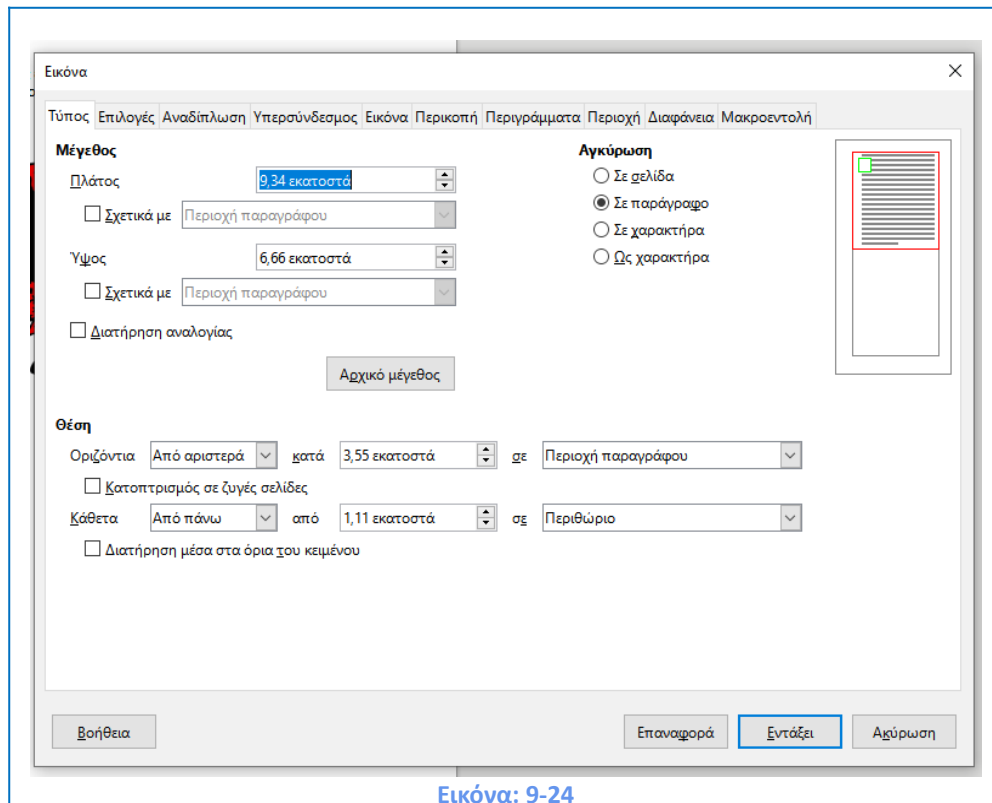 Εικόνα
Τύπος Επιλογές Αναδίπλωση Υπερσύνδεσμος Εικόνα Περικοπή Περιγράμματα Περιοχή Διαφάνεια Μακροεντολή
Μέγεθος
Πλάτος 9,34 εκατοστά
Σχετικά με Περιοχή παραγράφου
Ύψος 6,66 εκατοστά
Σχετικά με Περιοχή παραγράφου
Διατήρηση αναλογίας
Αρχικό μέγεθος
Αγκύρωση
Σε σελίδα
Σε παράγραφο
Σε χαρακτήρα
Ως χαρακτήρα
Θέση
Οριζόντια Από αριστερά κατά 3,55 εκατοστά σε Περιοχή παραγράφου
Κατοπτρισμός σε ζυγές σελίδες
Κάθετα Από πάνω από 1,11 εκατοστά σε Περιθώριο
Διατήρηση μέσα στα όρια του κειμένου
Βοήθεια Επαναφορά Εντάξει Ακύρωση
Εικόνα: 9-24